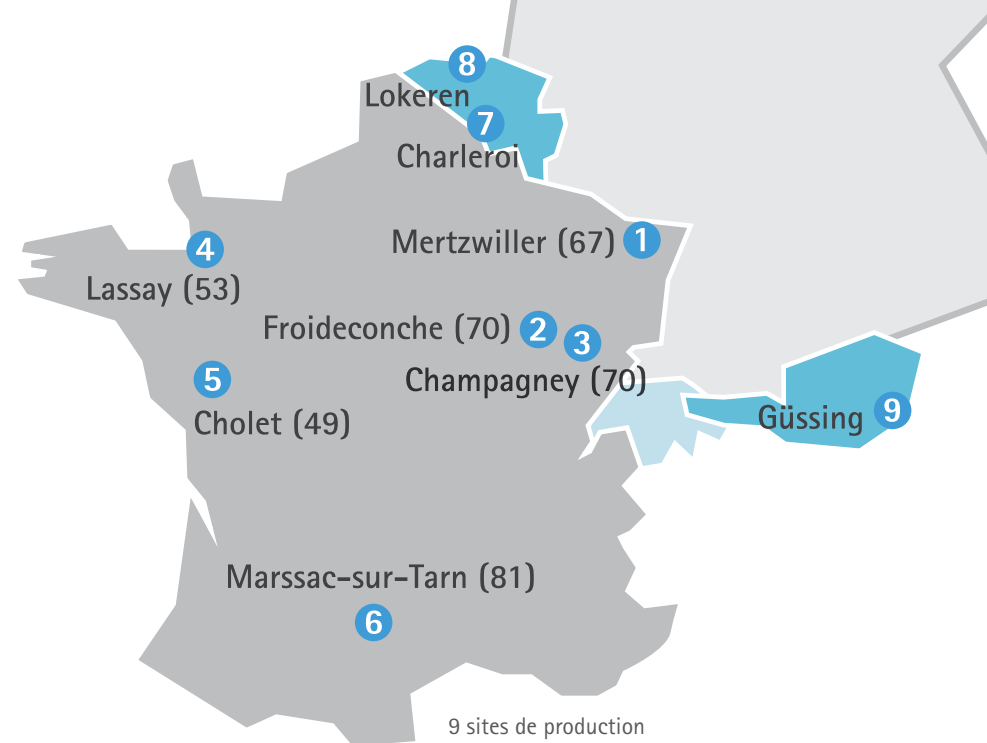 8
Lokeren
7
Charleroi
Mertzwiller (67) 1
4
Lassay (53)
Froideconche (70) 2
3
Champagney (70)
5
Cholet (49)
Güssing 9
Marssac-sur-Tarn (81)
6
9 sites de production